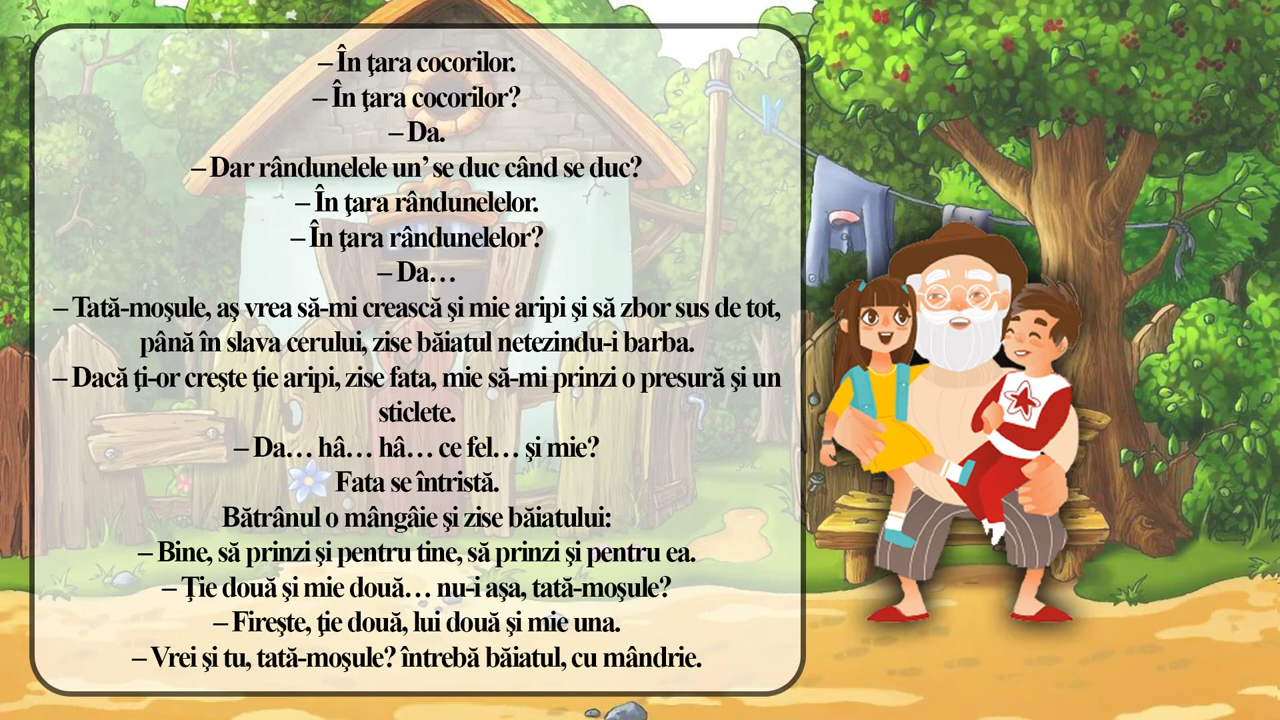 – În ţara cocorilor.
– În ţara cocorilor?
– Da.
– Dar rândunelele un’ se duc când se duc?
– În ţara rândunelelor.
– În ţara rândunelelor?
– Da…
– Tată-moşule, aş vrea să-mi crească şi mie aripi şi să zbor sus de tot,
până în slava cerului, zise băiatul netezindu-i barba.
– Dacă ţi-or creşte ţie aripi, zise fata, mie să-mi prinzi o presură şi un
sticlete.
– Da… hâ… hâ… ce fel… şi mie?
Fata se întristă.
Bătrânul o mângâie şi zise băiatului:
– Bine, să prinzi şi pentru tine, să prinzi şi pentru ea.
– Ţie două şi mie două… nu-i aşa, tată-moşule?
– Fireşte, ţie două, lui două şi mie una.
– Vrei şi tu, tată-moşule? întrebă băiatul, cu mândrie.